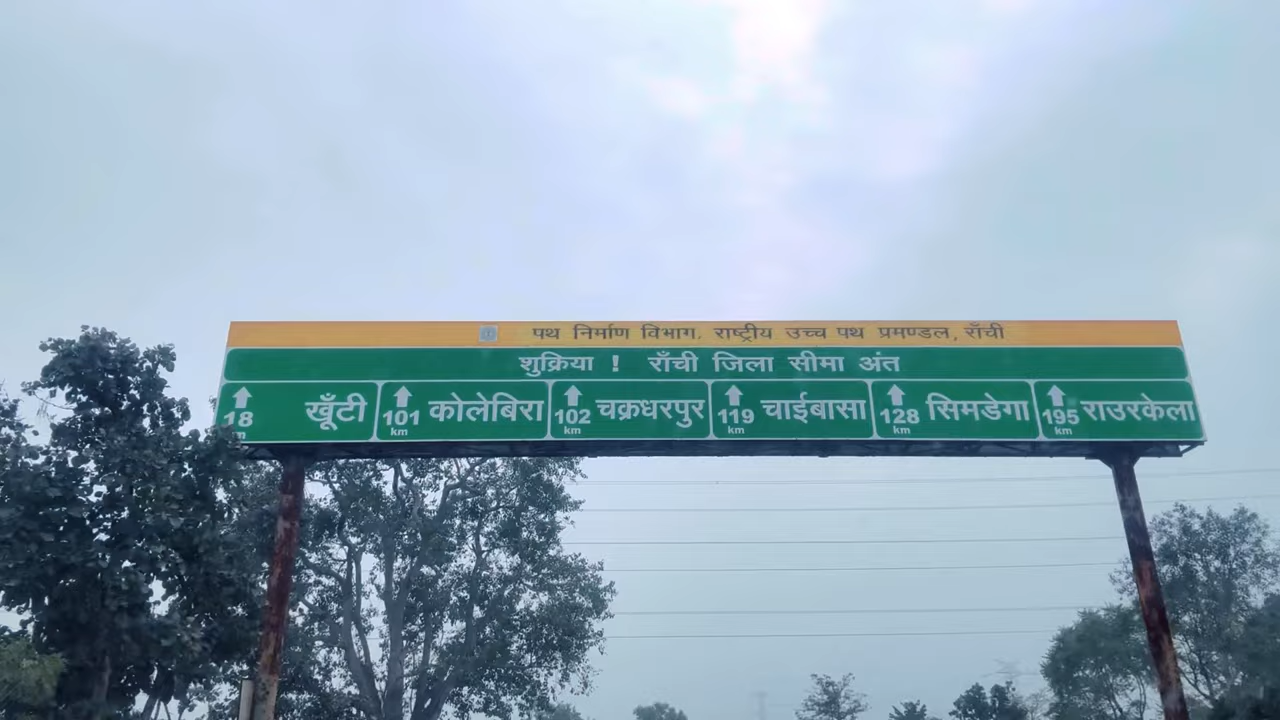 पथ निर्माण विभाग, राष्ट्रीय उच्च पथ प्रमण्डल, राँची
शुक्रिया ! राँची जिला सीमा अंत
18 खूँटी
101 km कोलेबिरा
102 km चक्रधरपुर
119 km चाईबासा
128 km सिमडेगा
195 km राउरकेला